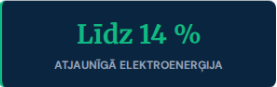 Līdz 14 %
ATJAUNĪGĀ ELEKTROENERĢIJA